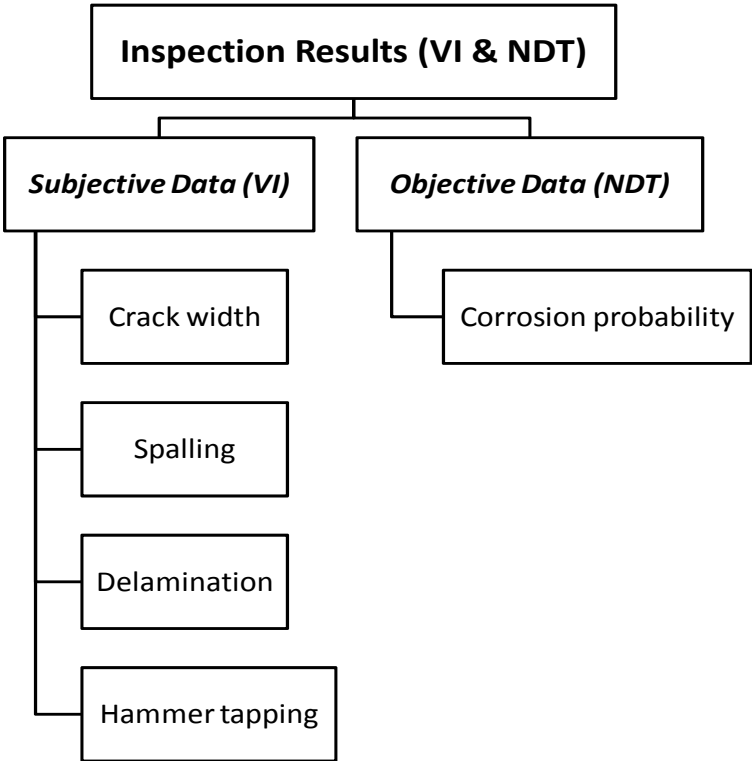 Inspection Results (VI & NDT)
Subjective Data (VI)
Objective Data (NDT)
Crack width
Corrosion probability
Spalling
Delamination
Hammer tapping